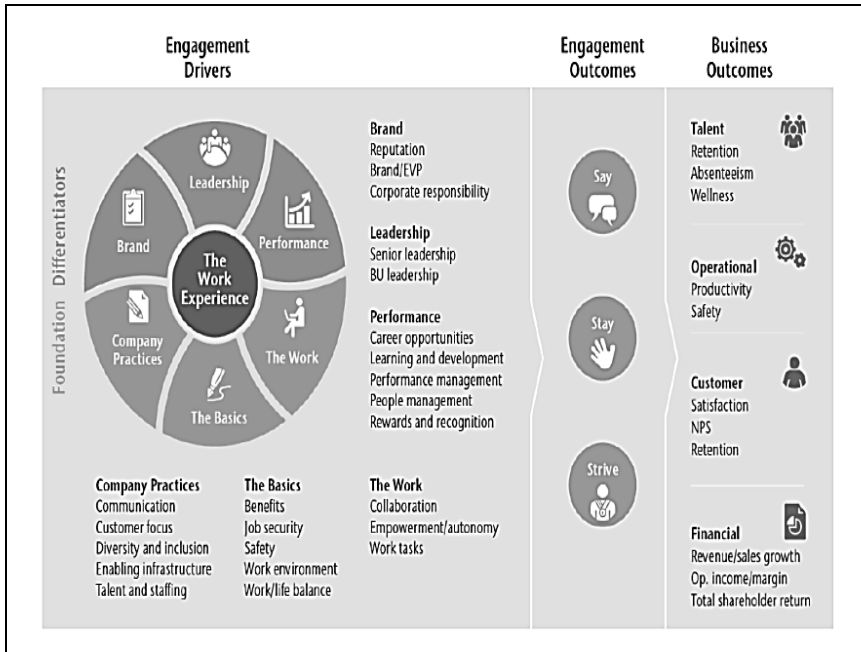 Engagement
Drivers
Engagement
Outcomes
Business
Outcomes
Foundation Differentiators
Leadership
Performance
The Work
The Basics
Company
Practices
Brand
The
Work
Experience
Brand
Reputation
Brand/EVP
Corporate responsibility
Leadership
Senior leadership
BU leadership
Performance
Career opportunities
Learning and development
Performance management
People management
Rewards and recognition
Company Practices
Communication
Customer focus
Diversity and inclusion
Enabling infrastructure
Talent and staffing
The Basics
Benefits
Job security
Safety
Work environment
Work/life balance
The Work
Collaboration
Empowerment/autonomy
Work tasks
Say
Stay
Strive
Talent
Retention
Absenteeism
Wellness
Operational
Productivity
Safety
Customer
Satisfaction
NPS
Retention
Financial
Revenue/sales growth
Op. income/margin
Total shareholder return